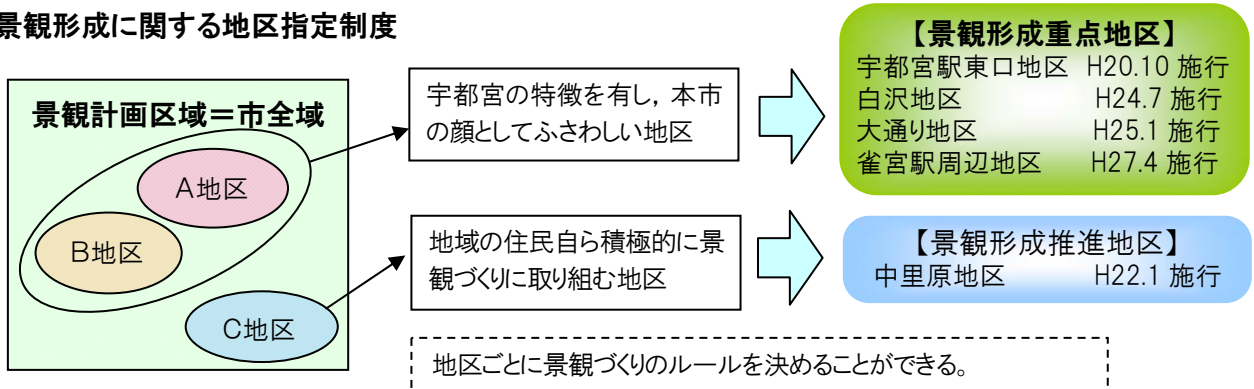 景観形成に関する地区指定制度
景観計画区域＝市全域
A地区
B地区
C地区
宇都宮の特徴を有し，本市
の顔としてふさわしい地区
地域の住民自ら積極的に景
観づくりに取り組む地区
【景観形成重点地区】
宇都宮駅東口地区 H20.10 施行
白沢地区 H24.7 施行
大通り地区 H25.1 施行
雀宮駅周辺地区 H27.4 施行
【景観形成推進地区】
中里原地区 H22.1 施行
地区ごとに景観づくりのルールを決めることができる。